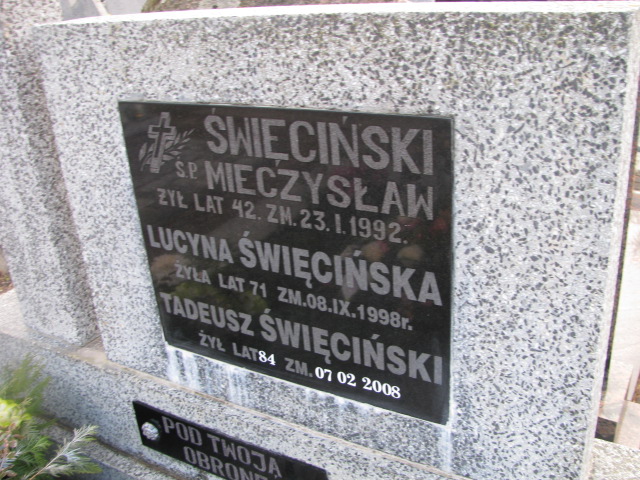 ŚWIĘCIŃSKI
Ś.P. MIECZYSŁAW
ŻYŁ LAT 42. ZM. 23. I. 1992.
LUCYNA ŚWIĘCIŃSKA
ŻYŁA LAT 71 ZM.08.IX.1998r.
TADEUSZ ŚWIĘCIŃSKI
ŻYŁ LAT 84 ZM. 07 02 2008
POD TWOJĄ
OBRONĘ